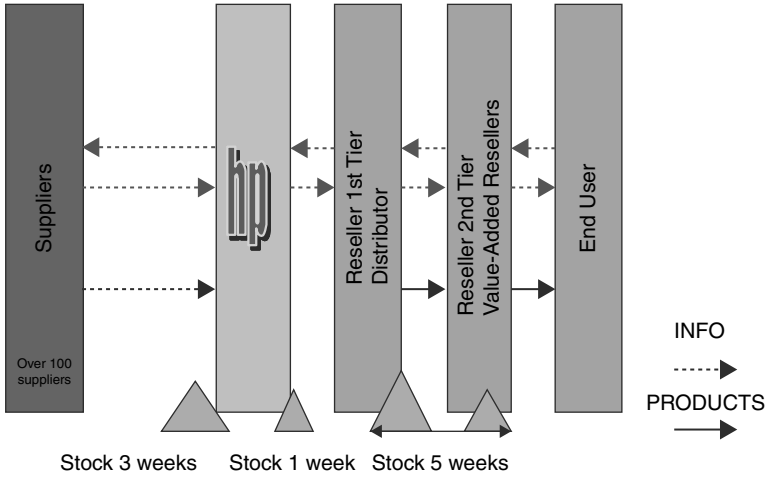 Suppliers
Over 100
suppliers
hp
Reseller 1st Tier
Distributor
Reseller 2nd Tier
Value-Added Resellers
End User
INFO
PRODUCTS
Stock 3 weeks
Stock 1 week
Stock 5 weeks